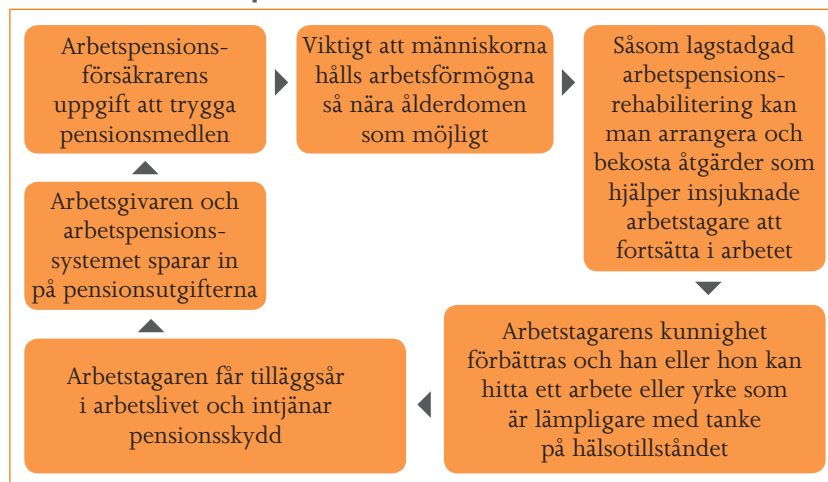 Arbetspensions-
försäkrarens
uppgift att trygga
pensionsmedlen
Viktigt att människorna
hålls arbetsförmögna
så nära ålderdomen
som möjligt
Såsom lagstadgad
arbetspensions-
rehabilitering kan
man arrangera och
bekosta åtgärder som
hjälper insjuknade
arbetstagare att
fortsätta i arbetet
Arbetstagarens kunnighet
förbättras och han eller hon kan
hitta ett arbete eller yrke som
är lämpligare med tanke
på hälsotillståndet
Arbetstagaren får tilläggsår
i arbetslivet och intjänar
pensionsskydd
Arbetsgivaren och
arbetspensions-
systemet sparar in
på pensionsutgifterna